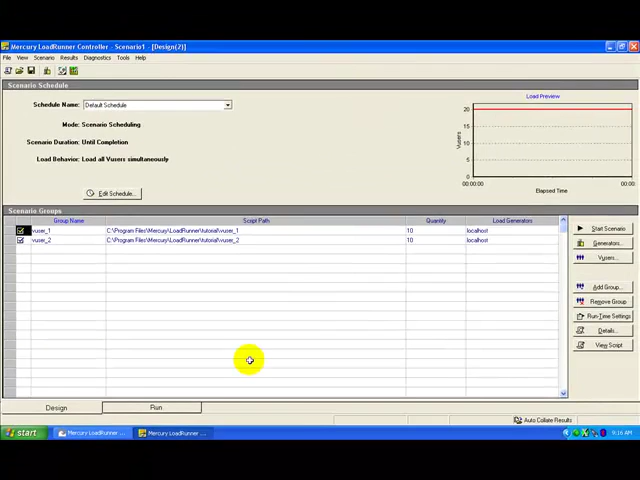 Mercury LoadRunner Controller - Scenario1 - [Design(2)]
File View Scenario Results Diagnostics Tools Help
Scenario Schedule
Schedule Name: Default Schedule
Mode: Scenario Scheduling
Scenario Duration: Until Completion
Load Behavior: Load all Vusers simultaneously
Edit Schedule...
Load Preview
Vusers
20
15
10
5
0
00:00:00 00:00:
Elapsed Time
Scenario Groups
Group Name Script Path Quantity Load Generators
vuser_1 C:\Program Files\Mercury\LoadRunner\tutorial\vuser_1 10 localhost
vuser_2 C:\Program Files\Mercury\LoadRunner\tutorial\vuser_2 10 localhost
Start Scenario
Generators...
Vusers...
Add Group...
Remove Group
Run-Time Settings
Details...
View Script
Design Run
Auto Collate Results
start Mercury LoadRunner ... Mercury LoadRunner ... 9:16 AM